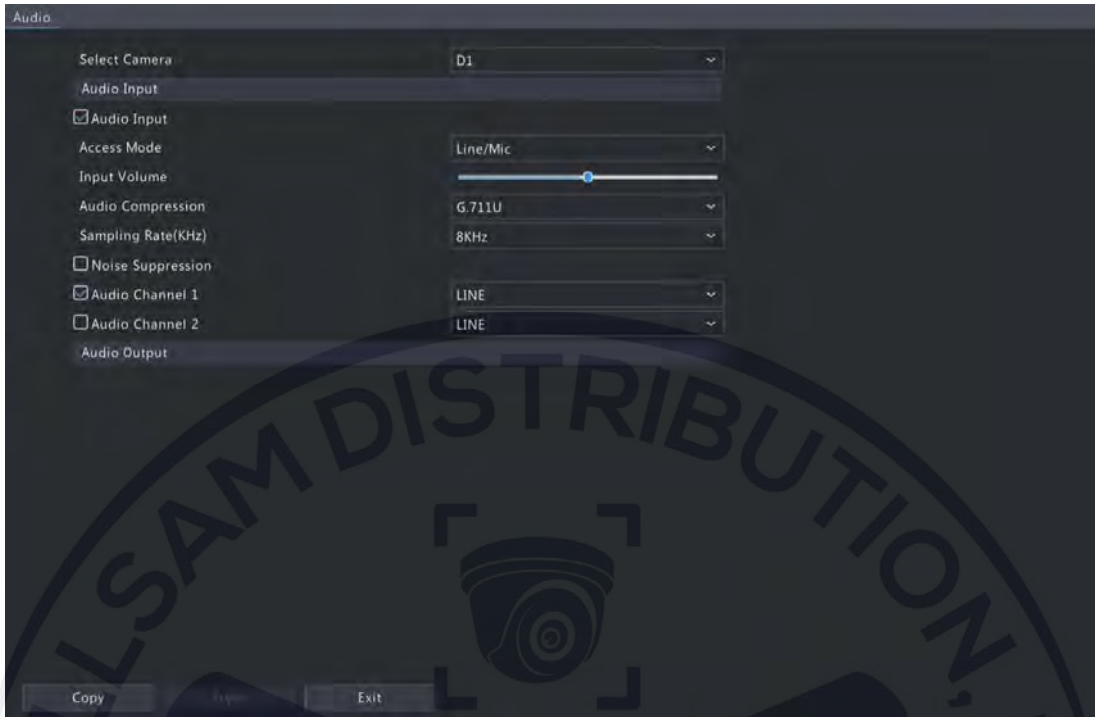 Audio
Select Camera D1
Audio Input
Audio Input
Access Mode Line/Mic
Input Volume
Audio Compression G.711U
Sampling Rate(KHz) 8KHz
Noise Suppression
Audio Channel 1 LINE
Audio Channel 2 LINE
Audio Output
LSAM DISTRIBUTION,
Copy Exit